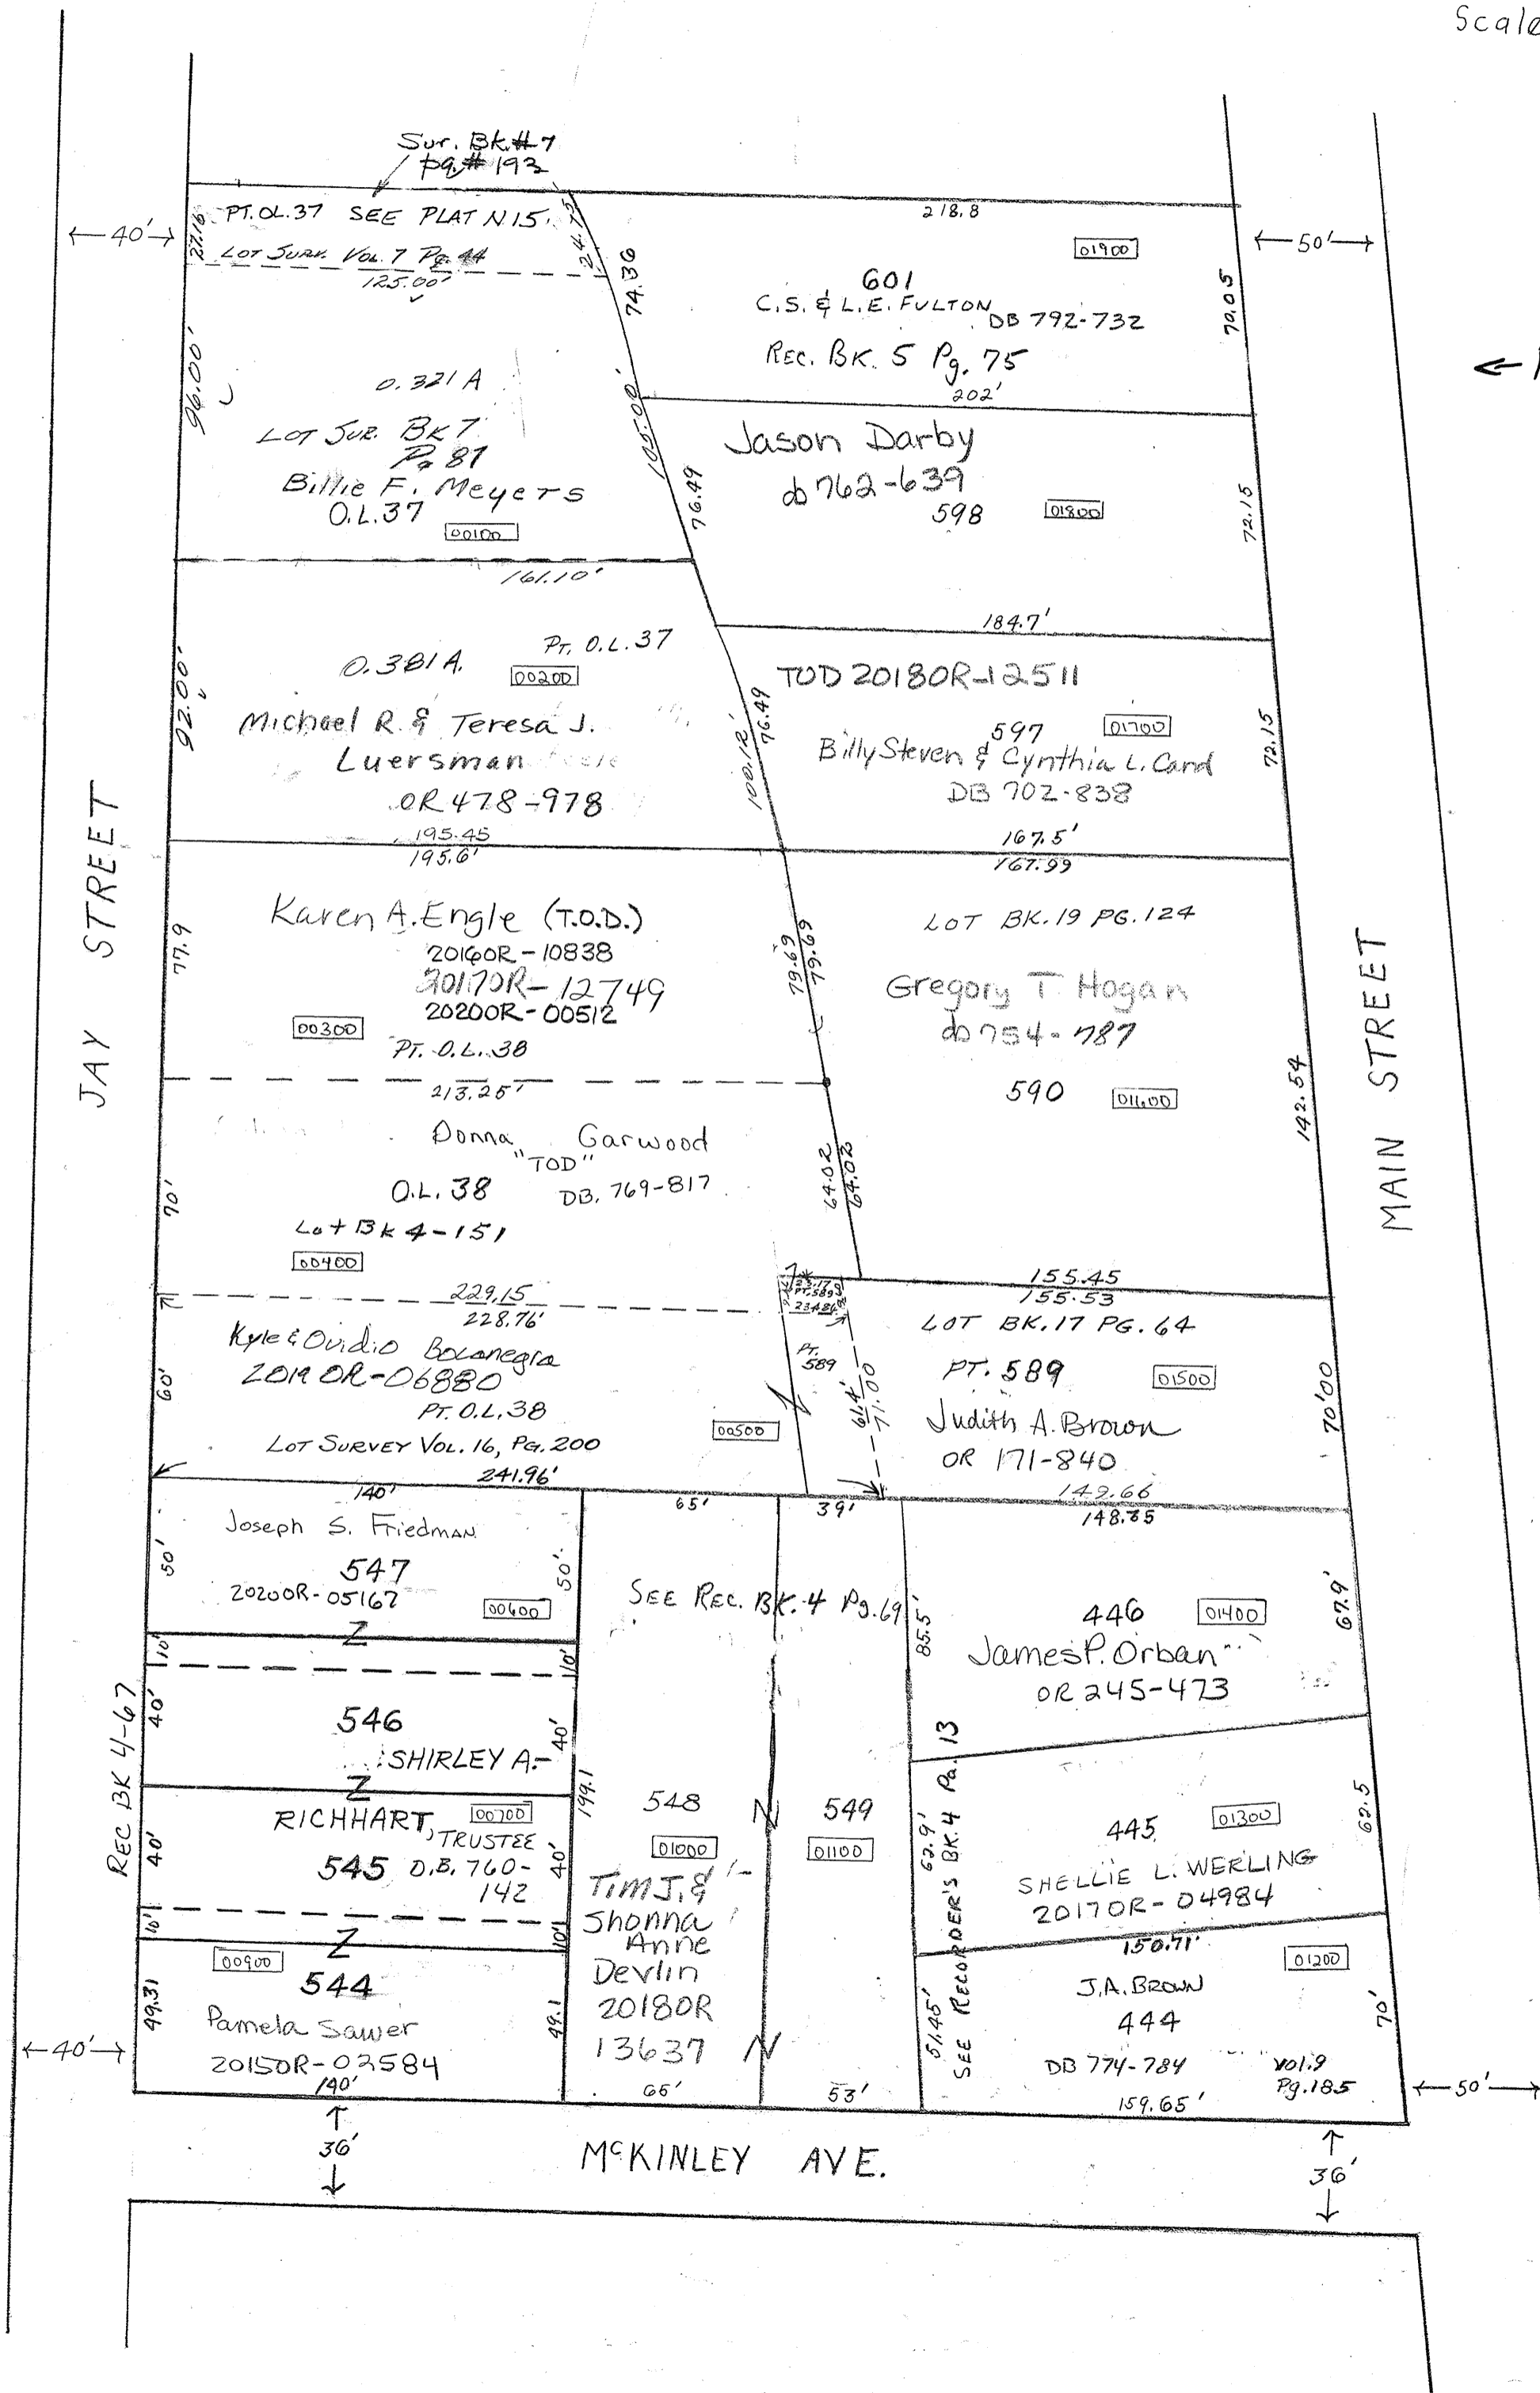 Scale
Sur. Bk.#7
pg.# 193
PT. OL.37 SEE PLAT N15.
LOT SURV. VOL. 7 Pg. 44
125.00'
27.16
24.75
←40'→
218.8
01900
601
C.S. & L.E. FULTON
DB 792-732
REC. BK. 5 Pg. 75
202'
74.36
70.05
←50'→
96.00'
0.321 A
LOT SUR. BK 7
Pg 87
Billie F. Meyers
O.L.37
00100
161.10'
105.00'
76.49
Jason Darby
db 762-639
598
01800
72.15
184.7'
92.00'
PT. O.L.37
0.381A.
00200
Michael R. & Teresa J.
Luersman
OR 478-978
195.45
100.12'
76.49
TOD 2018OR-12511
597
01700
Billy Steven & Cynthia L. Card
DB 702-838
167.5'
72.15
195.6'
77.9
Karen A. Engle (T.O.D.)
2016OR-10838
2017OR-12749
2020OR-00512
00300
PT. O.L. 38
213.25'
79.69
79.69
167.99
LOT BK. 19 PG. 124
Gregory T Hogan
db 754-787
590
01600
142.54
155.45
JAY STREET
MAIN STREET
70'
Donna Garwood
"TOD"
O.L. 38
DB. 769-817
Lot Bk 4-151
00400
229.15
64.02
64.02
228.76'
60'
Kyle & Ovidio Bocanegra
2019OR-06880
PT. O.L. 38
LOT SURVEY VOL. 16, PG. 200
00500
241.96'
23.17
PT. 589
PT.
589
61.4'
71.00
155.53
LOT BK. 17 PG. 64
PT. 589
01500
Judith A. Brown
OR 171-840
149.66
70'00
140'
Joseph S. Friedman
547
2020OR-05167
00600
50'
50'
65'
39'
SEE REC. BK. 4 Pg. 69
85.5'
148.85
446
01400
James P. Orban
OR 245-473
67.9'
REC BK 4-67
10'
10'
40'
546
40'
SHIRLEY A.
RICHHART,
00700
TRUSTEE
545 D.B. 760-
142
40'
40'
10'
10'
199.1
548
01000
Tim J. &
Shonna
Anne
Devlin
2018OR
13637
65'
549
01100
53'
62.9'
SEE RECORDER'S BK. 4 Pa. 13
445
01300
SHELLIE L. WERLING
2017OR-04984
62.5
150.71'
00900
544
Pamela Sawer
2015OR-02584
49.31
49.1
140'
←40'→
51.45'
J.A. BROWN
01200
444
DB 774-784
Vol. 9
Pg. 185
159.65'
70'
←50'→
36'
McKINLEY AVE.
36'